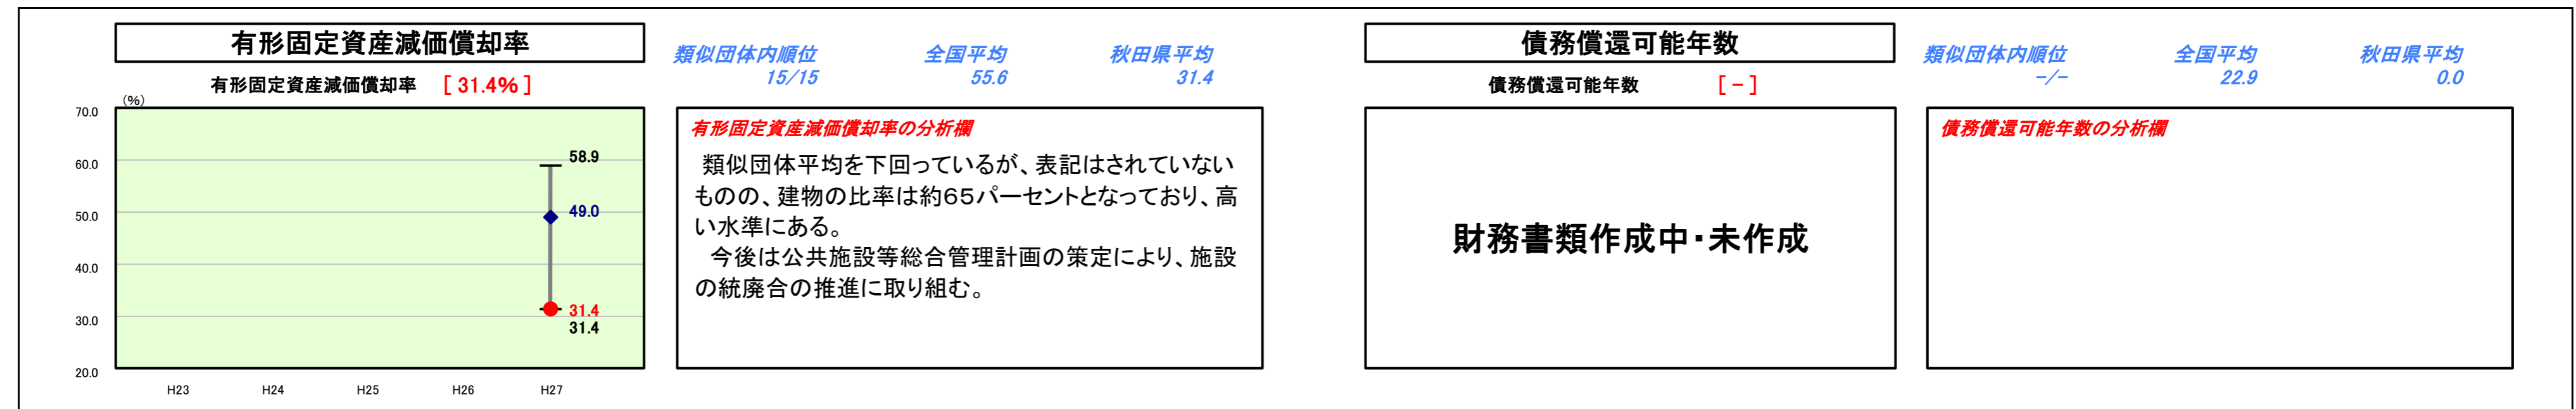 有形固定資産減価償却率
有形固定資産減価償却率 [ 31.4% ]
類似団体内順位 全国平均 秋田県平均
15/15 55.6 31.4
(%)
70.0
60.0
50.0
40.0
30.0
20.0
58.9
49.0
31.4
31.4
H23 H24 H25 H26 H27
有形固定資産減価償却率の分析欄
類似団体平均を下回っているが、表記はされていない
ものの、建物の比率は約65パーセントとなっており、高
い水準にある。
今後は公共施設等総合管理計画の策定により、施設
の統廃合の推進に取り組む。
債務償還可能年数
債務償還可能年数 [ - ]
類似団体内順位 全国平均 秋田県平均
-/- 22.9 0.0
財務書類作成中・未作成
債務償還可能年数の分析欄